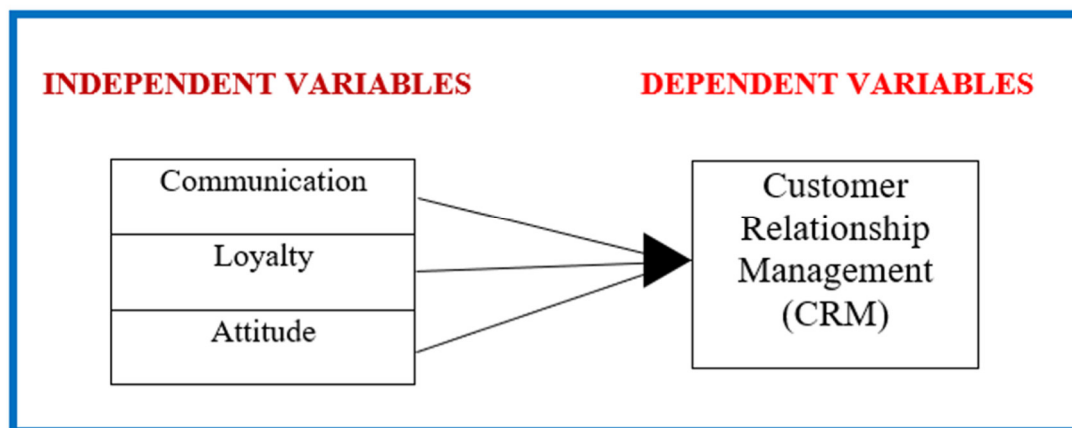 INDEPENDENT VARIABLES
DEPENDENT VARIABLES
Communication
Loyalty
Attitude
Customer
Relationship
Management
(CRM)